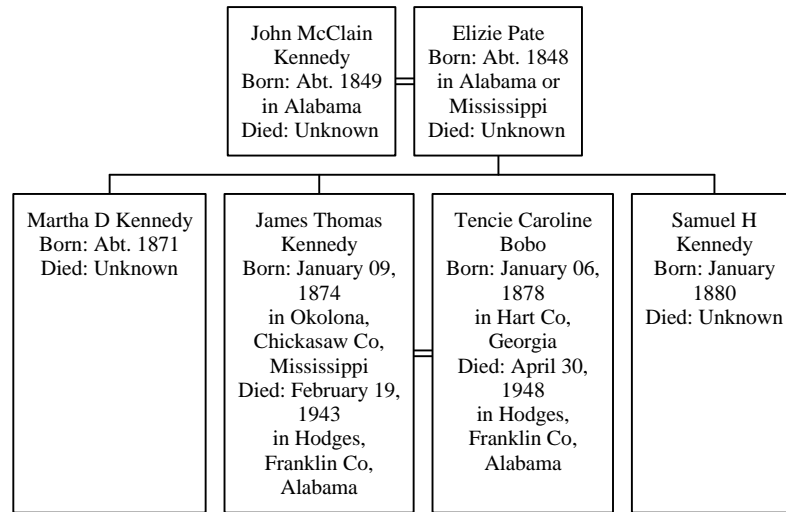 John McClain
Kennedy
Born: Abt. 1849
in Alabama
Died: Unknown
Elizie Pate
Born: Abt. 1848
in Alabama or
Mississippi
Died: Unknown
Martha D Kennedy
Born: Abt. 1871
Died: Unknown
James Thomas
Kennedy
Born: January 09,
1874
in Okolona,
Chickasaw Co,
Mississippi
Died: February 19,
1943
in Hodges,
Franklin Co,
Alabama
Tencie Caroline
Bobo
Born: January 06,
1878
in Hart Co,
Georgia
Died: April 30,
1948
in Hodges,
Franklin Co,
Alabama
Samuel H
Kennedy
Born: January
1880
Died: Unknown